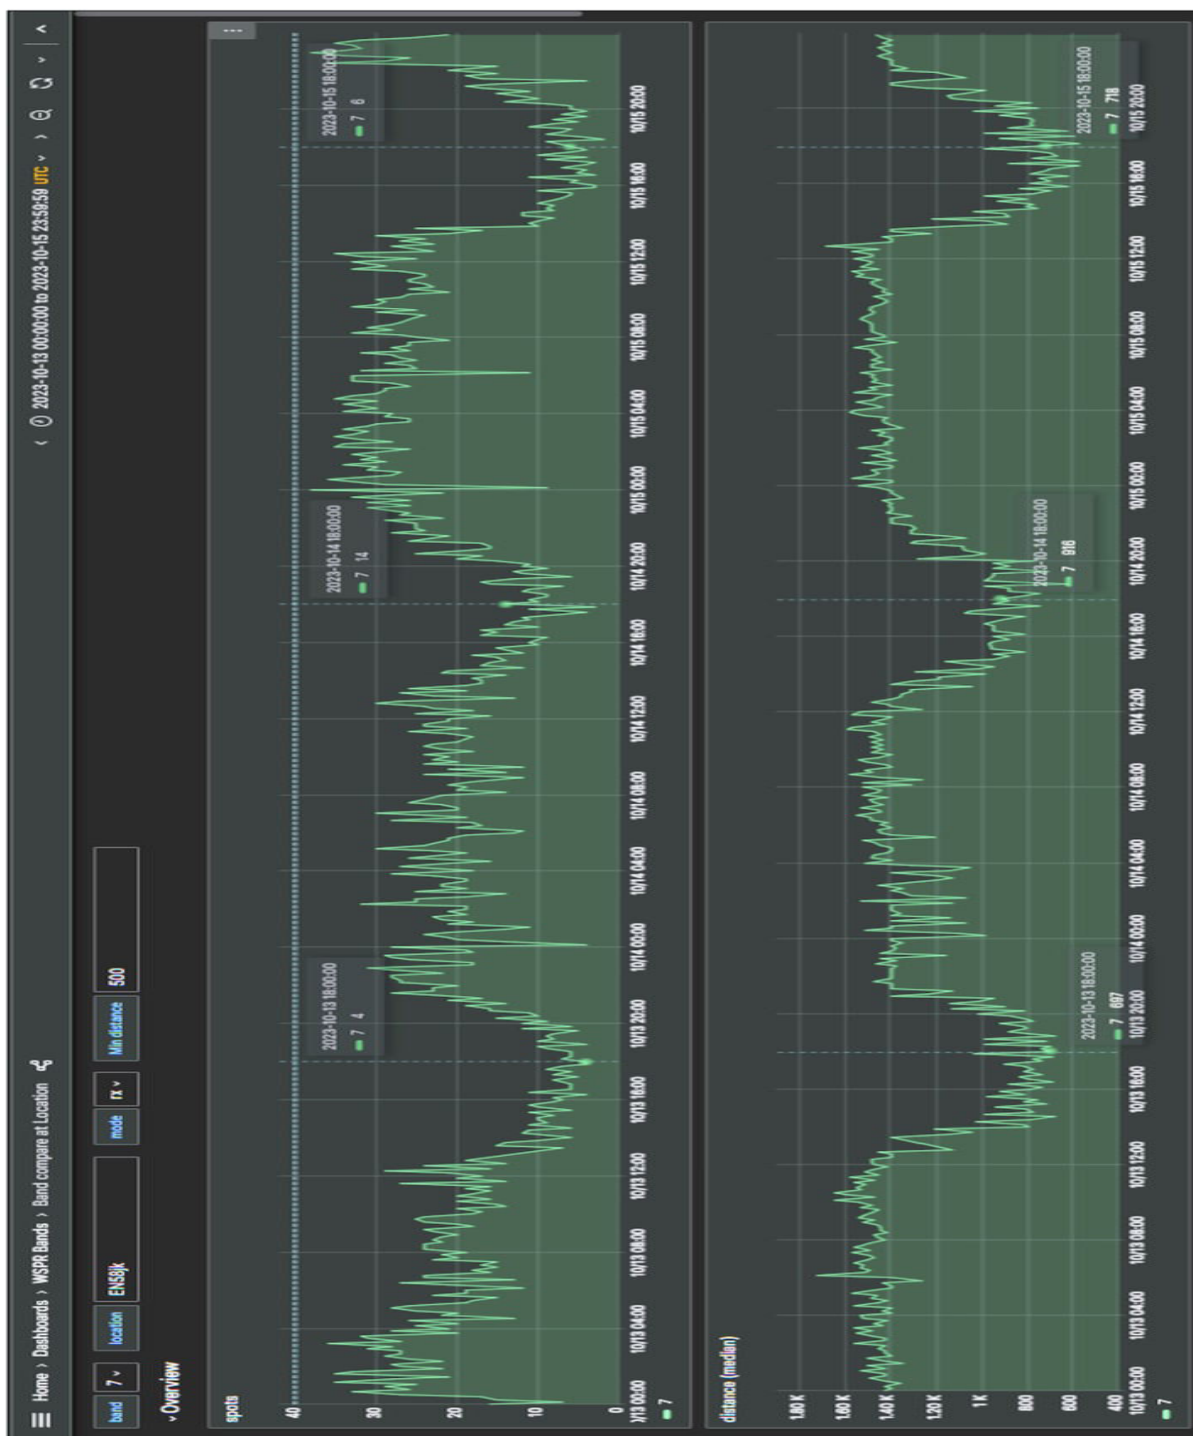 Home > Dashboards > WSPR Bands > Band compare at Location
2023-10-13 00:00:00 to 2023-10-15 23:59:59 UTC
band 7 location EN58jk mode rx Min distance 500
Overview
spots
40
30
20
10
0
2023-10-13 18:00:00
7 4
2023-10-14 18:00:00
7 14
2023-10-15 18:00:00
7 6
)/13 00:00 10/13 04:00 10/13 08:00 10/13 12:00 10/13 16:00 10/13 20:00 10/14 00:00 10/14 04:00 10/14 08:00 10/14 12:00 10/14 16:00 10/14 20:00 10/15 00:00 10/15 04:00 10/15 08:00 10/15 12:00 10/15 16:00 10/15 20:00
7
distance (median)
1.80 K
1.60 K
1.40 K
1.20 K
1 K
800
600
400
2023-10-13 18:00:00
7 697
2023-10-14 18:00:00
7 916
2023-10-15 18:00:00
7 718
10/13 00:00 10/13 04:00 10/13 08:00 10/13 12:00 10/13 16:00 10/13 20:00 10/14 00:00 10/14 04:00 10/14 08:00 10/14 12:00 10/14 16:00 10/14 20:00 10/15 00:00 10/15 04:00 10/15 08:00 10/15 12:00 10/15 16:00 10/15 20:00
7